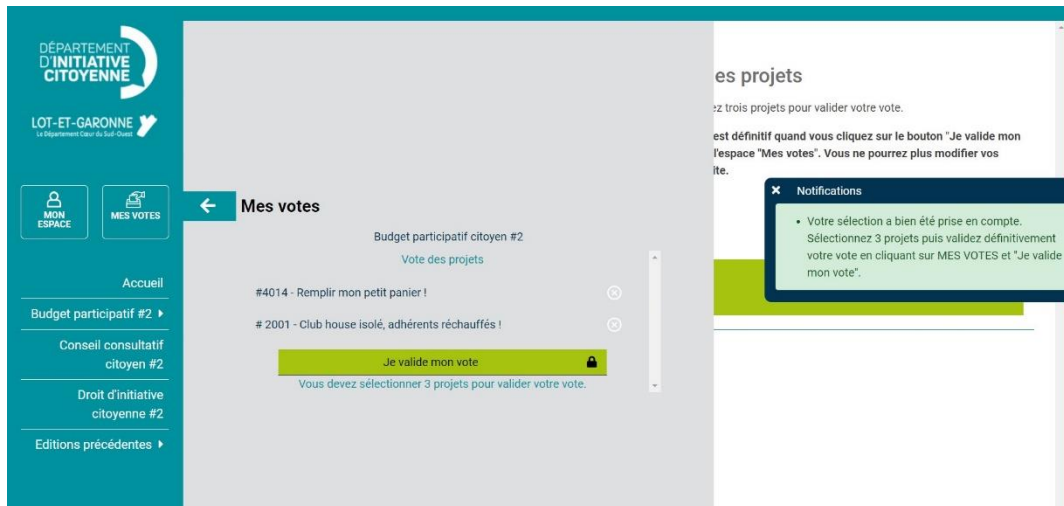 DÉPARTEMENT
D'INITIATIVE
CITOYENNE
LOT-ET-GARONNE
Le Département Cœur du Sud-Ouest
MON
ESPACE
MES VOTES
Accueil
Budget participatif #2
Conseil consultatif
citoyen #2
Droit d'initiative
citoyenne #2
Editions précédentes
Mes votes
Budget participatif citoyen #2
Vote des projets
#4014 - Remplir mon petit panier !
# 2001 - Club house isolé, adhérents réchauffés !
Je valide mon vote
Vous devez sélectionner 3 projets pour valider votre vote.
es projets
ez trois projets pour valider votre vote.
est définitif quand vous cliquez sur le bouton "Je valide mon
l'espace "Mes votes". Vous ne pourrez plus modifier vos
ite.
Notifications
• Votre sélection a bien été prise en compte.
Sélectionnez 3 projets puis validez définitivement
votre vote en cliquant sur MES VOTES et "Je valide
mon vote".